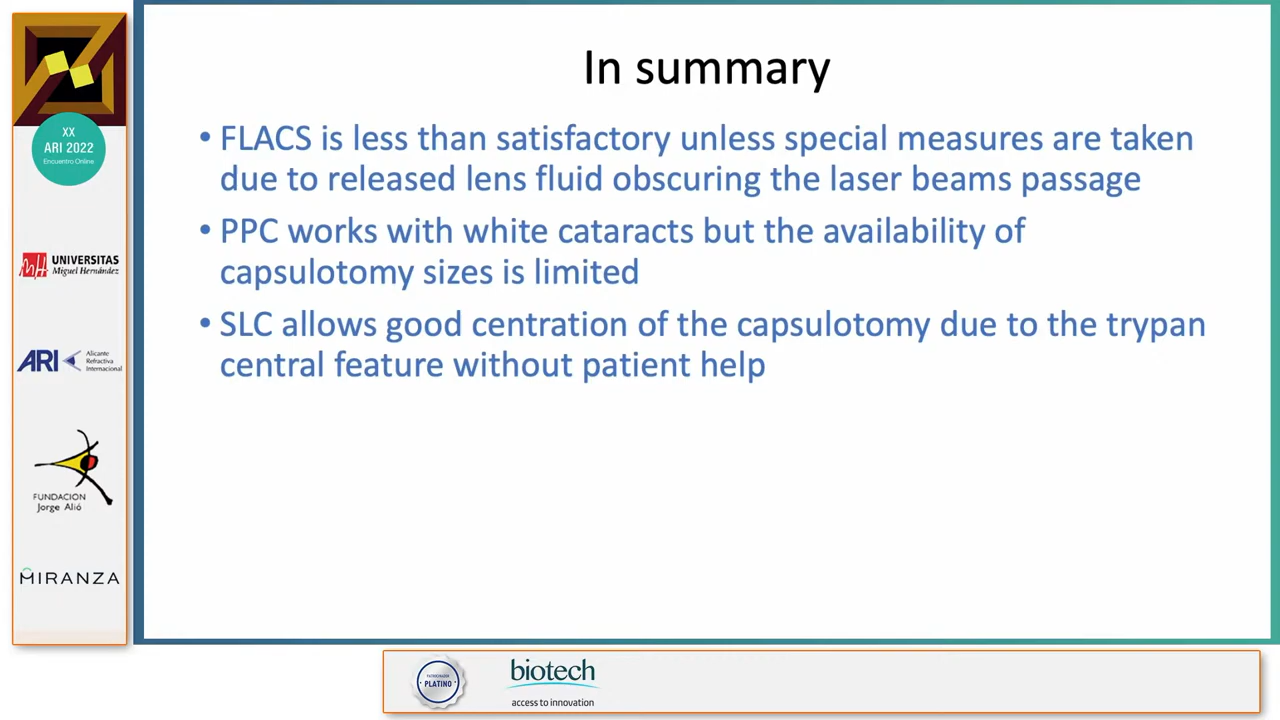 In summary
• FLACS is less than satisfactory unless special measures are taken
due to released lens fluid obscuring the laser beams passage
• PPC works with white cataracts but the availability of
capsulotomy sizes is limited
• SLC allows good centration of the capsulotomy due to the trypan
central feature without patient help
XX
ARI 2022
Encuentro Online
MH
UNIVERSITAS
Miguel Hernández
ARI
Alicante
Refractiva
Internacional
FUNDACION
Jorge Alió
MIRANZA
PATROCINADOR
• PLATINO •
biotech
access to innovation